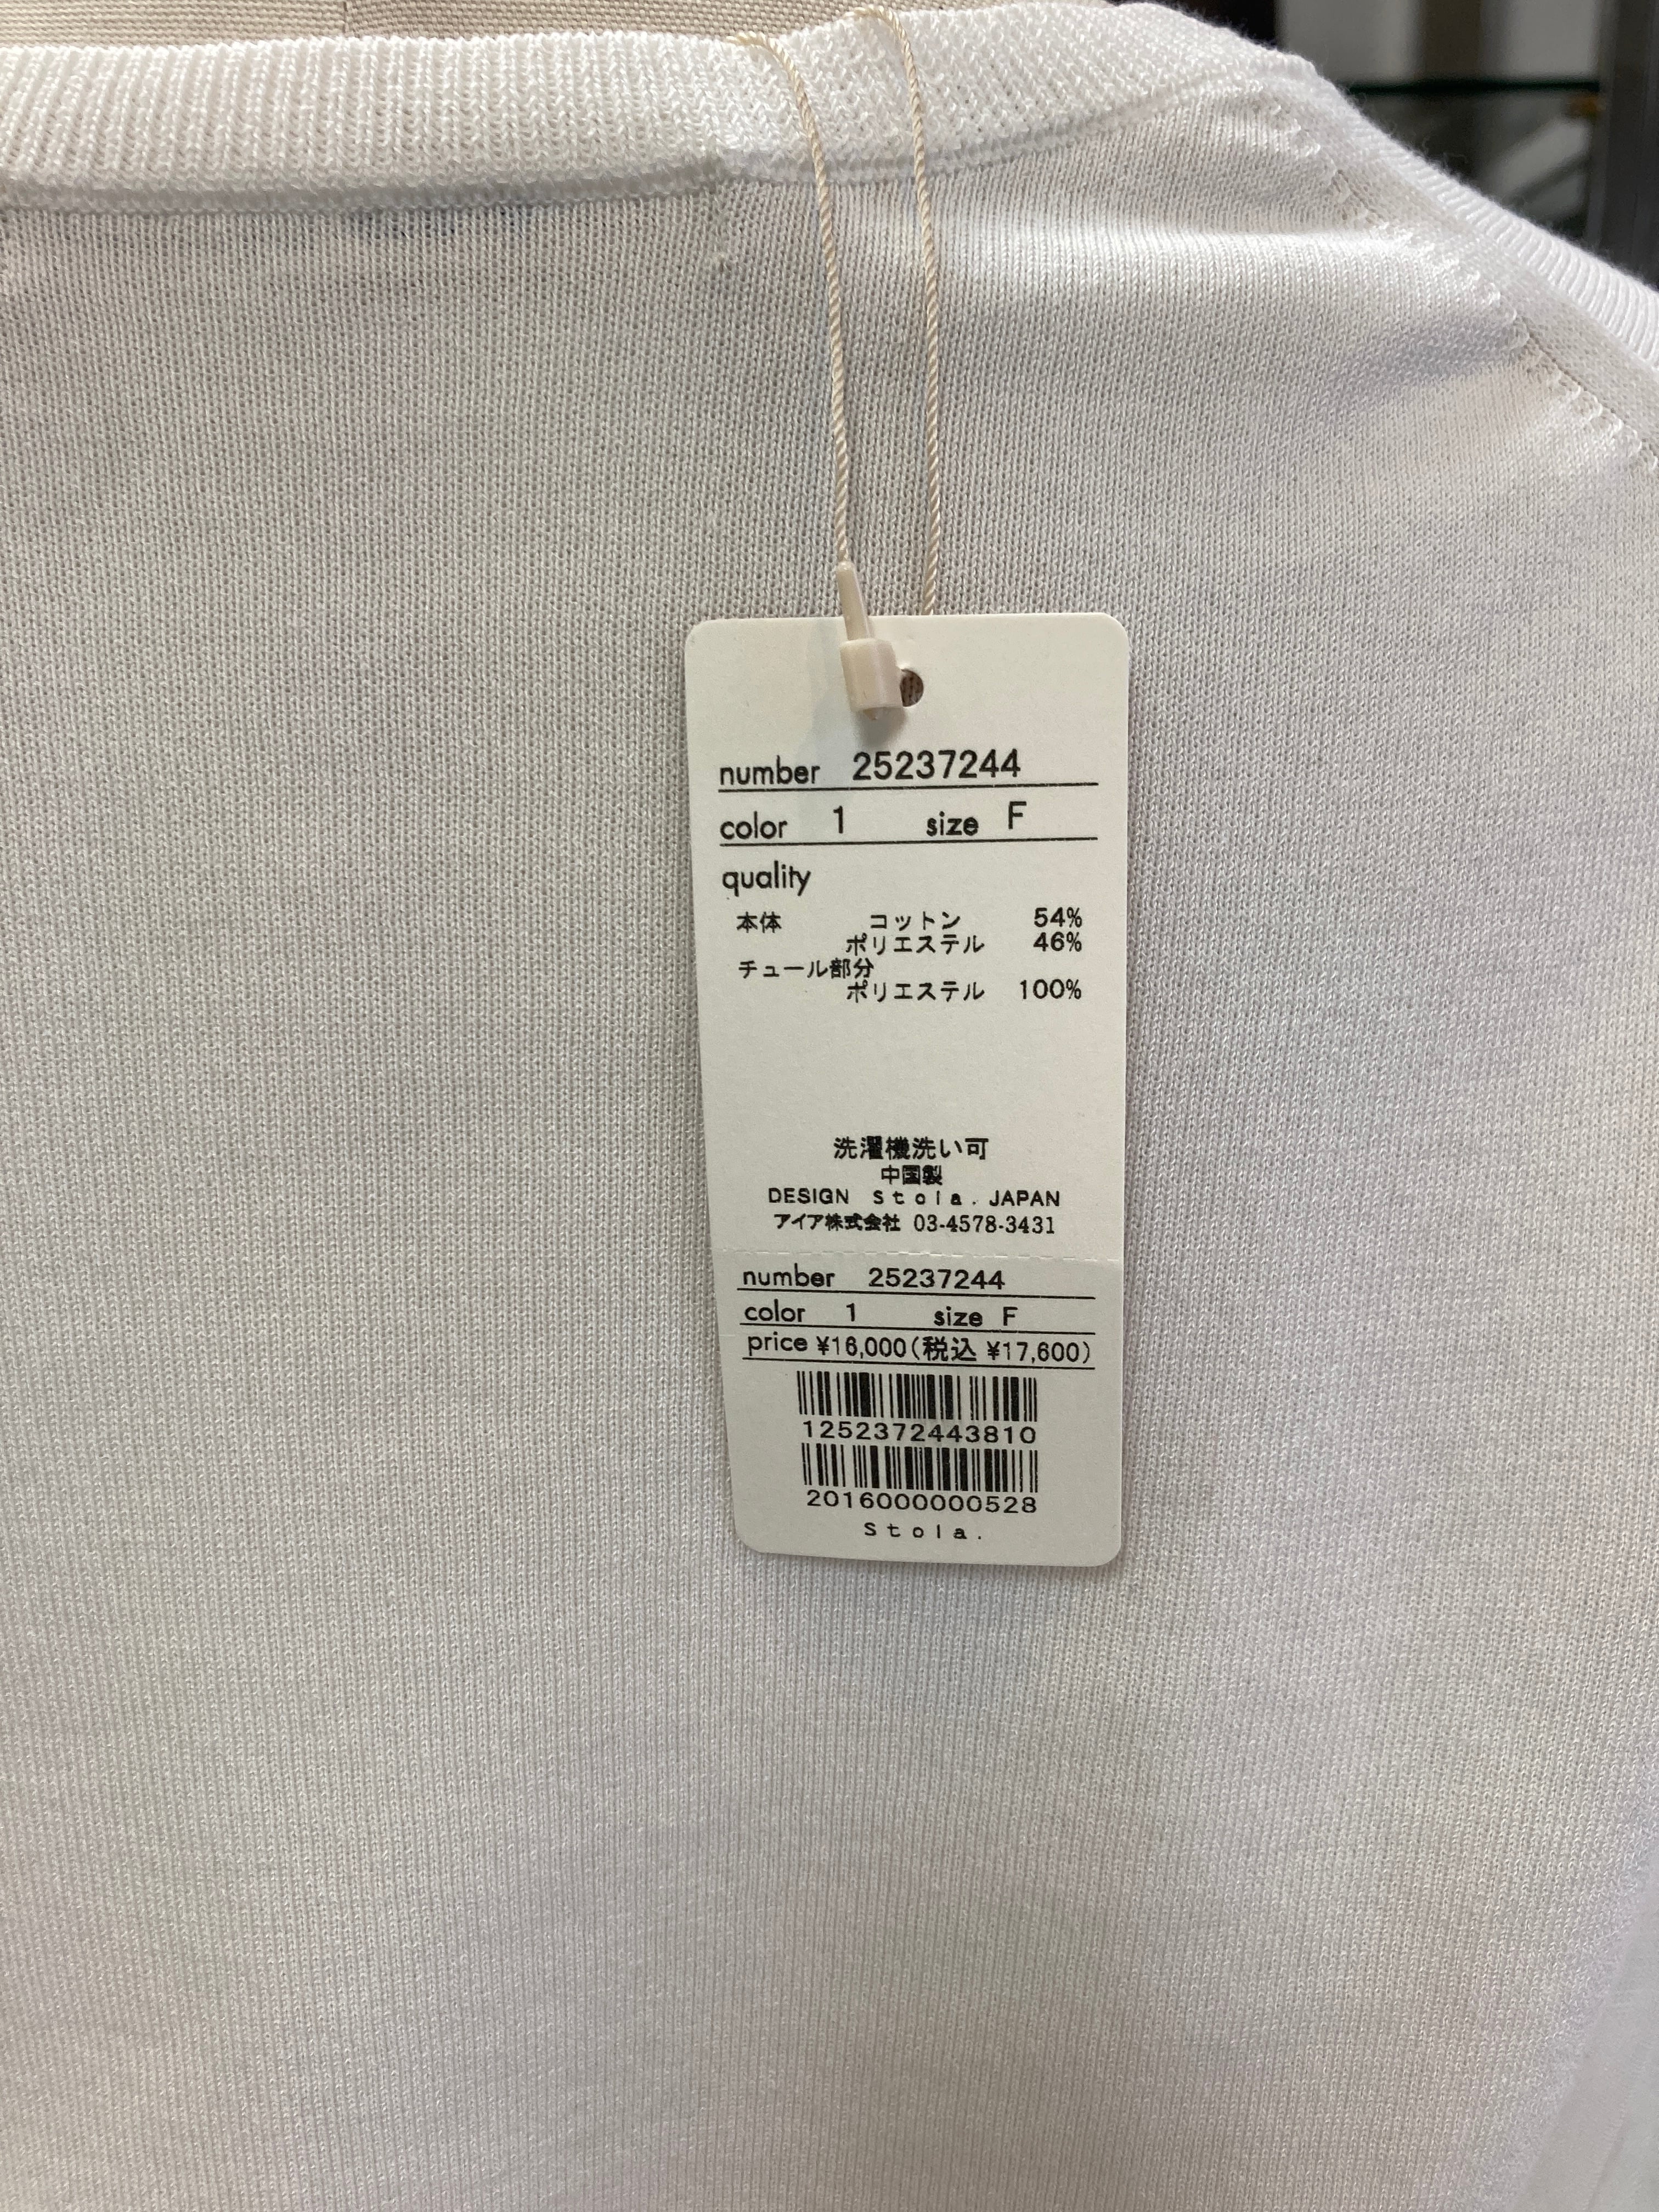 number 25237244
color 1 size F
quality
本体 コットン 54%
ポリエステル 46%
チュール部分
ポリエステル 100%
洗濯機洗い可
中国製
DESIGN Stola. JAPAN
アイア株式会社 03-4578-3431
number 25237244
color 1 size F
price ¥16,000(税込 ¥17,600)
1252372443810
2016000000528
Stola.